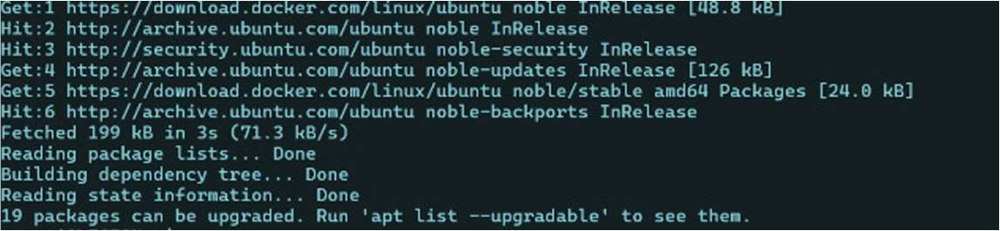 Get:1 https://download.docker.com/linux/ubuntu noble InRelease [48.8 kB]
Hit:2 http://archive.ubuntu.com/ubuntu noble InRelease
Hit:3 http://security.ubuntu.com/ubuntu noble-security InRelease
Get:4 http://archive.ubuntu.com/ubuntu noble-updates InRelease [126 kB]
Get:5 https://download.docker.com/linux/ubuntu noble/stable amd64 Packages [24.0 kB]
Hit:6 http://archive.ubuntu.com/ubuntu noble-backports InRelease
Fetched 199 kB in 3s (71.3 kB/s)
Reading package lists... Done
Building dependency tree... Done
Reading state information... Done
19 packages can be upgraded. Run 'apt list --upgradable' to see them.